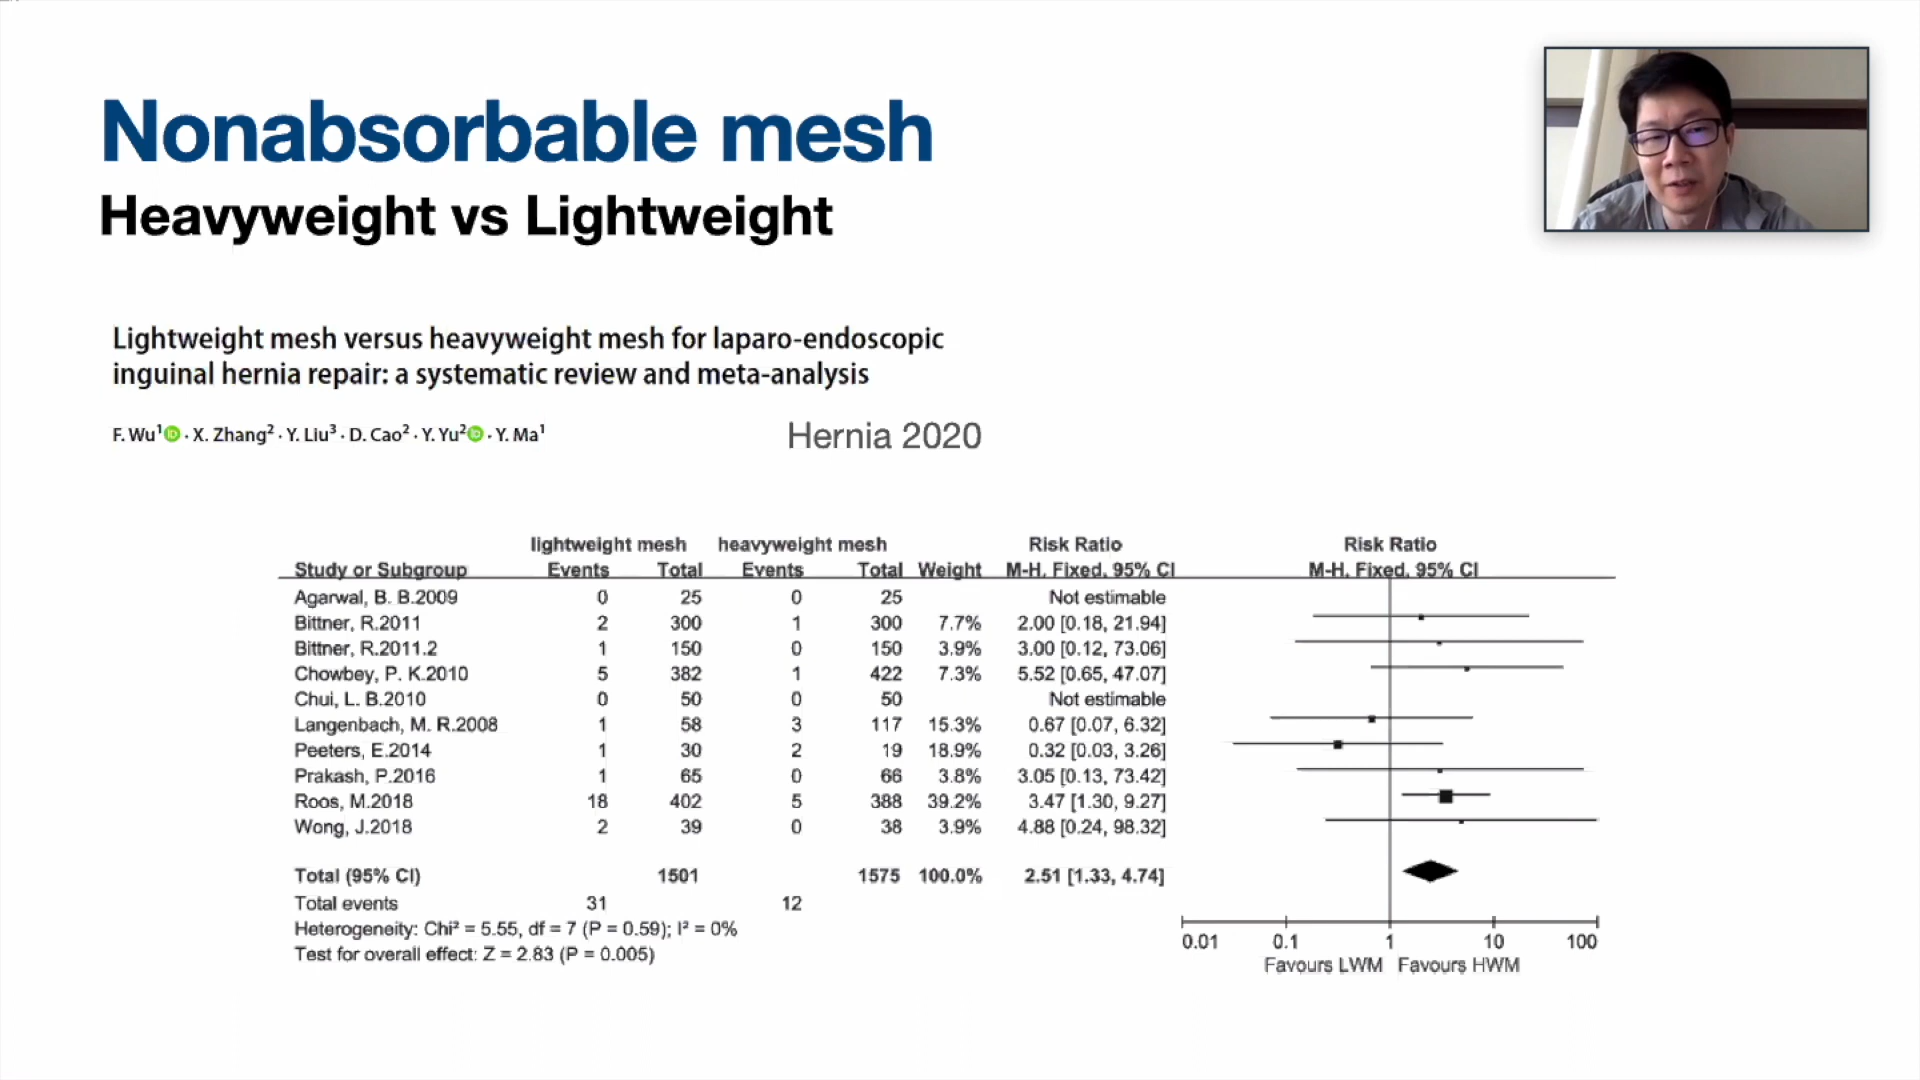 Nonabsorbable mesh
Heavyweight vs Lightweight
Lightweight mesh versus heavyweight mesh for laparo-endoscopic
inguinal hernia repair: a systematic review and meta-analysis
F. Wu¹ · X. Zhang² · Y. Liu³ · D. Cao² · Y. Yu² · Y. Ma¹
Hernia 2020
lightweight mesh heavyweight mesh Risk Ratio Risk Ratio
Study or Subgroup Events Total Events Total Weight M-H, Fixed, 95% CI M-H, Fixed, 95% CI
Agarwal, B. B.2009 0 25 0 25 Not estimable
Bittner, R.2011 2 300 1 300 7.7% 2.00 [0.18, 21.94]
Bittner, R.2011.2 1 150 0 150 3.9% 3.00 [0.12, 73.06]
Chowbey, P. K.2010 5 382 1 422 7.3% 5.52 [0.65, 47.07]
Chui, L. B.2010 0 50 0 50 Not estimable
Langenbach, M. R.2008 1 58 3 117 15.3% 0.67 [0.07, 6.32]
Peeters, E.2014 1 30 2 19 18.9% 0.32 [0.03, 3.26]
Prakash, P.2016 1 65 0 66 3.8% 3.05 [0.13, 73.42]
Roos, M.2018 18 402 5 388 39.2% 3.47 [1.30, 9.27]
Wong, J.2018 2 39 0 38 3.9% 4.88 [0.24, 98.32]
Total (95% CI) 1501 1575 100.0% 2.51 [1.33, 4.74]
Total events 31 12
Heterogeneity: Chi² = 5.55, df = 7 (P = 0.59); I² = 0%
Test for overall effect: Z = 2.83 (P = 0.005)
0.01 0.1 1 10 100
Favours LWM Favours HWM